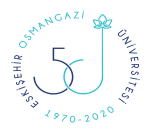 ESKİŞEHİR OSMANGAZİ ÜNİVERSİTESİ
50
1970-2020